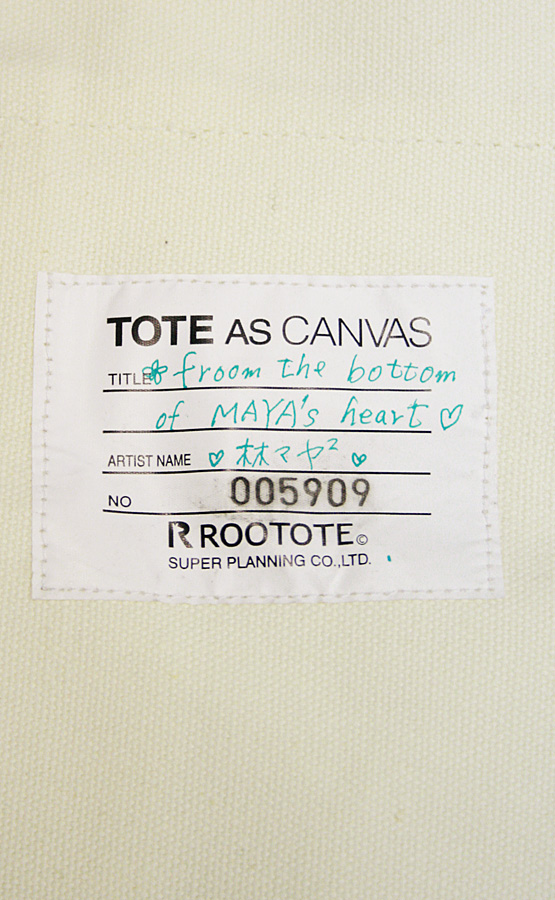 TOTE AS CANVAS
TITLE froom the bottom
of MAYA's heart♡
ARTIST NAME ♡ 林マヤ² ♡
NO 005909
R ROOTOTE©
SUPER PLANNING CO.,LTD.